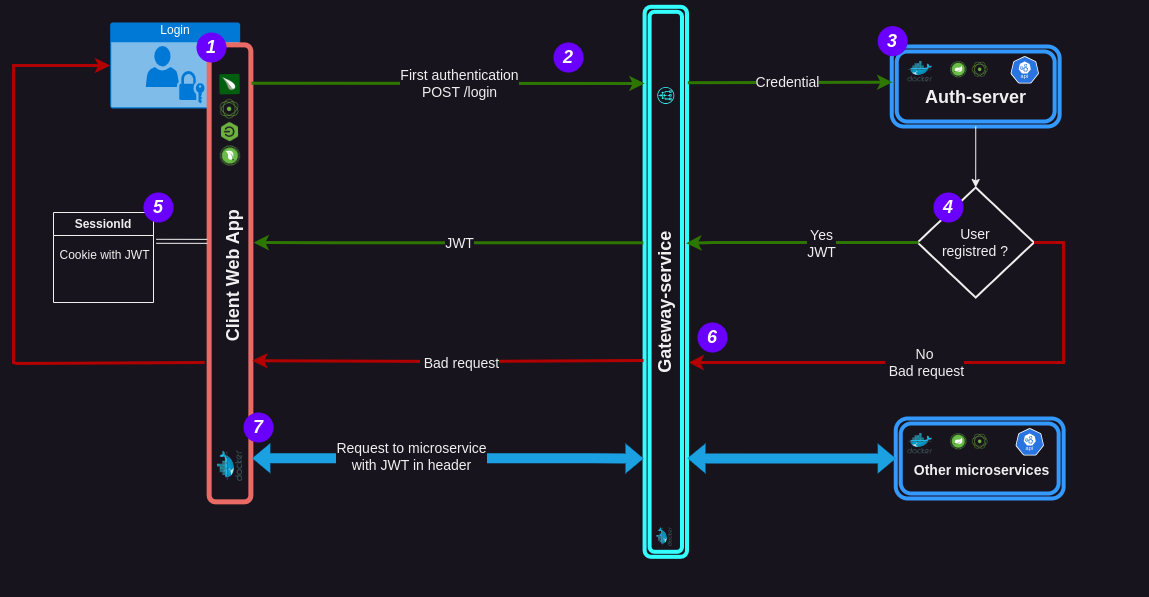 Login
1
2
3
First authentication
POST /login
Credential
docker
api
Auth-server
5
4
SessionId
Cookie with JWT
Client Web App
JWT
Gateway-service
Yes
JWT
User
registred ?
6
Bad request
No
Bad request
7
Request to microservice
with JWT in header
docker
docker
api
Other microservices